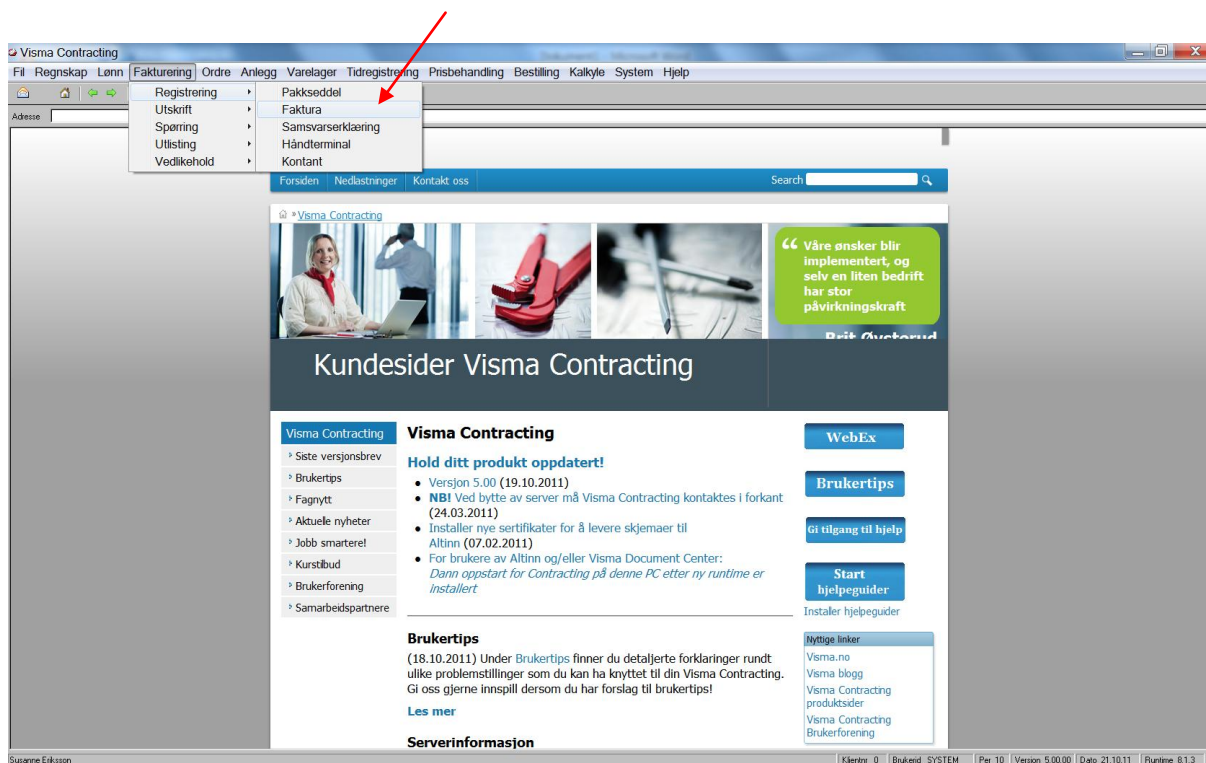 Visma Contracting
Fil Regnskap Lønn Fakturering Ordre Anlegg Varelager Tidregistrering Prisbehandling Bestilling Kalkyle System Hjelp
Registrering
Utskrift
Spørring
Utlisting
Vedlikehold
Pakkseddel
Faktura
Samsvarserklæring
Håndterminal
Kontant
Adresse
Forsiden Nedlastninger Kontakt oss Search
» Visma Contracting
“ Våre ønsker blir
implementert, og
selv en liten bedrift
har stor
påvirkningskraft
Kundesider Visma Contracting
Visma Contracting
Siste versjonsbrev
Brukertips
Fagnytt
Aktuelle nyheter
Jobb smartere!
Kurstilbud
Brukerforening
Samarbeidspartnere
Visma Contracting
Hold ditt produkt oppdatert!
• Versjon 5.00 (19.10.2011)
• NB! Ved bytte av server må Visma Contracting kontaktes i forkant
(24.03.2011)
• Installer nye sertifikater for å levere skjemaer til
Altinn (07.02.2011)
• For brukere av Altinn og/eller Visma Document Center:
Dann oppstart for Contracting på denne PC etter ny runtime er
installert
Brukertips
(18.10.2011) Under Brukertips finner du detaljerte forklaringer rundt
ulike problemstillinger som du kan ha knyttet til din Visma Contracting.
Gi oss gjerne innspill dersom du har forslag til brukertips!
Les mer
Serverinformasjon
WebEx
Brukertips
Gi tilgang til hjelp
Start
hjelpeguider
Installer hjelpeguider
Nyttige linker
Visma.no
Visma blogg
Visma Contracting
produktsider
Visma Contracting
Brukerforening
Susanne Eriksson Klientnr 0 Brukerid SYSTEM Per 10 Version 5.00.00 Dato 21.10.11 Runtime 8.1.3